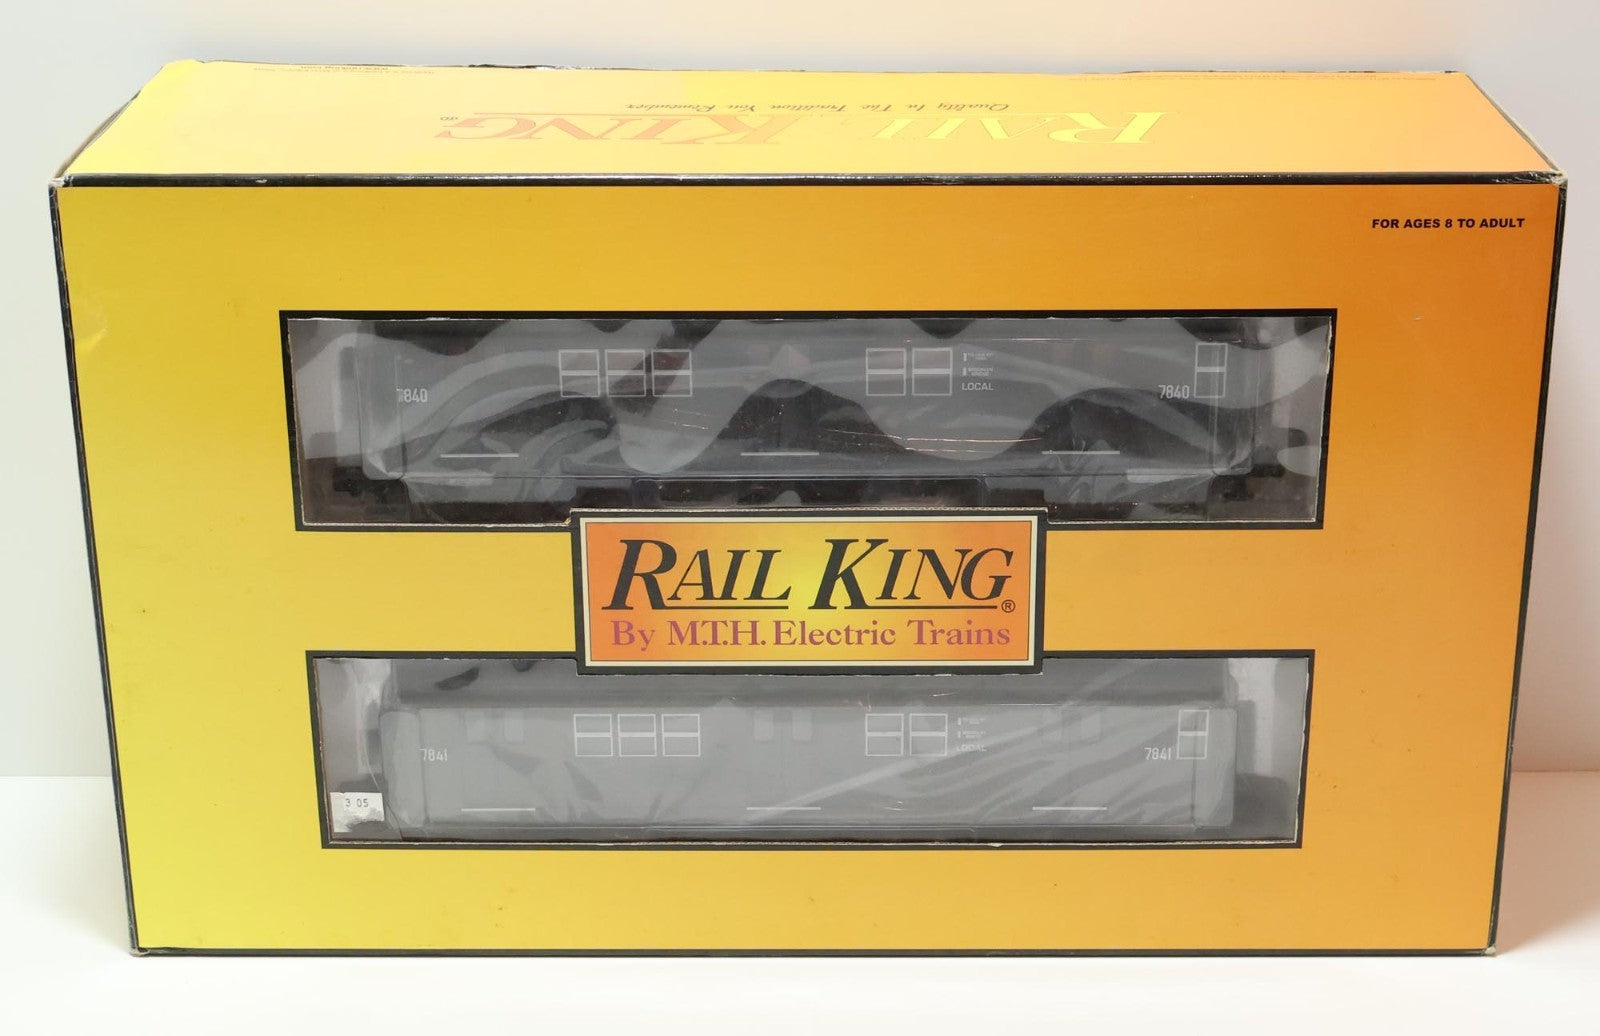 RAIL KING®
Quality In The Tradition You Remember
FOR AGES 8 TO ADULT
7840
LOCAL
7840
RAIL KING®
By M.T.H. Electric Trains
7841
LOCAL
7841
3 05